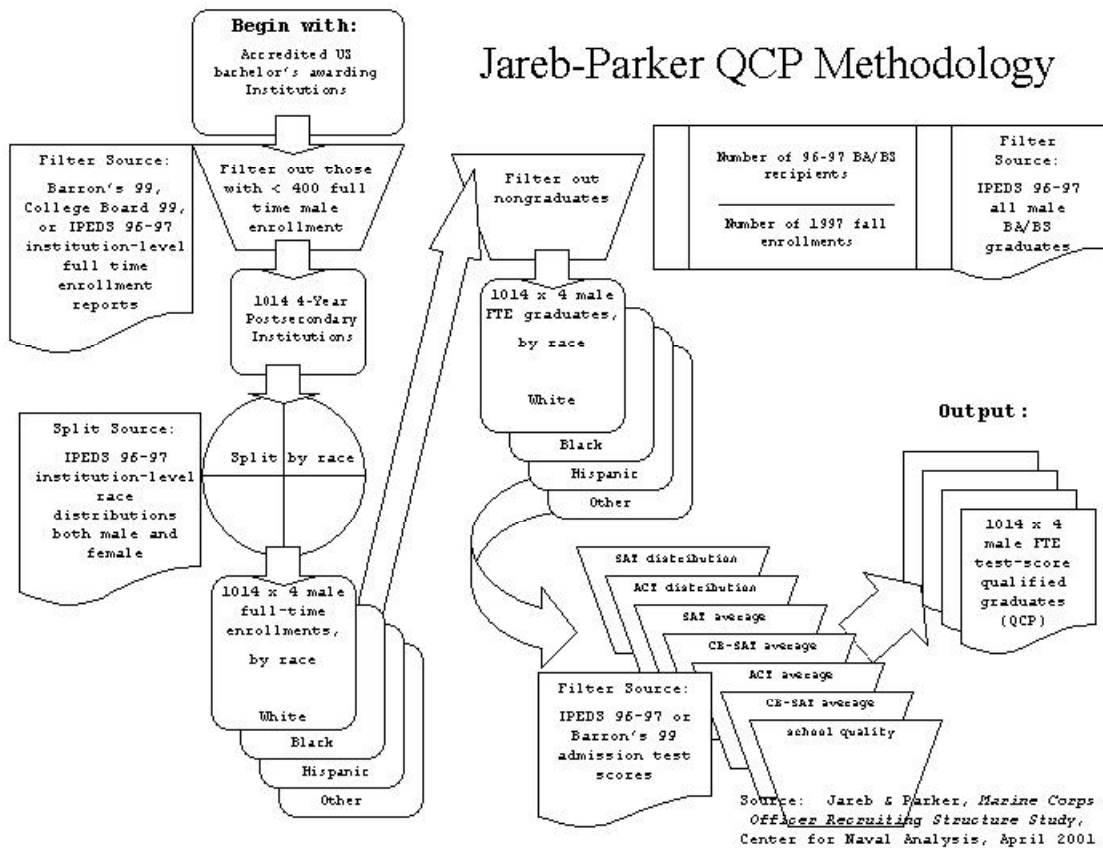 Jareb-Parker QCP Methodology
Begin with:
Accredited US
bachelor's awarding
Institutions
Filter Source:
Barron's 99,
College Board 99,
or IPEDS 96-97
institution-level
full time
enrollment
reports
Filter out those
with < 400 full
time male
enrollment
1014 4-Year
Postsecondary
Institutions
Split Source:
IPEDS 96-97
institution-level
race
distributions
both male and
female
Split by race
1014 x 4 male
full-time
enrollments,
by race
White
Black
Hispanic
Other
Filter out
nongraduates
Number of 96-97 BA/BS
recipients
Number of 1997 fall
enrollments
Filter
Source:
IPEDS 96-97
all male
BA/BS
graduates
1014 x 4 male
FTE graduates,
by race
White
Black
Hispanic
Other
SAT distribution
ACT distribution
SAT average
CB-SAT average
ACT average
CB-SAT average
school quality
Filter Source:
IPEDS 96-97 or
Barron's 99
admission test
scores
Output:
1014 x 4
male FTE
test-score
qualified
graduates
(QCP)
Source: Jareb & Parker, Marine Corps
Officer Recruiting Structure Study,
Center for Naval Analysis, April 2001